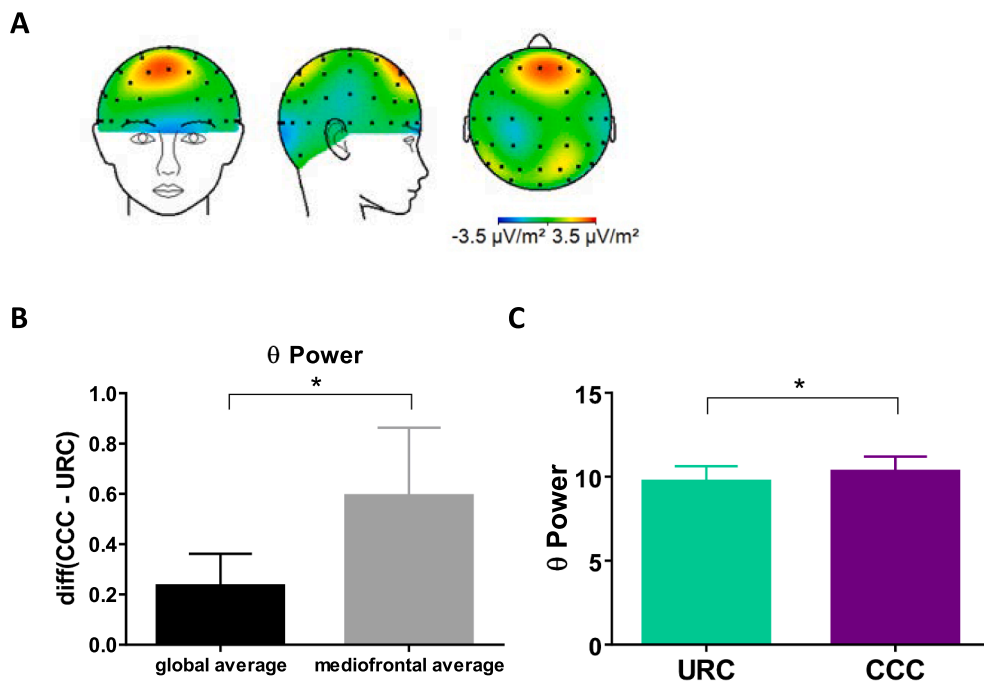 A
-3.5 µV/m² 3.5 µV/m²
B
θ Power
*
1.0
0.8
0.6
0.4
0.2
0.0
diff(CCC - URC)
global average
mediofrontal average
C
*
15
10
5
0
θ Power
URC
CCC